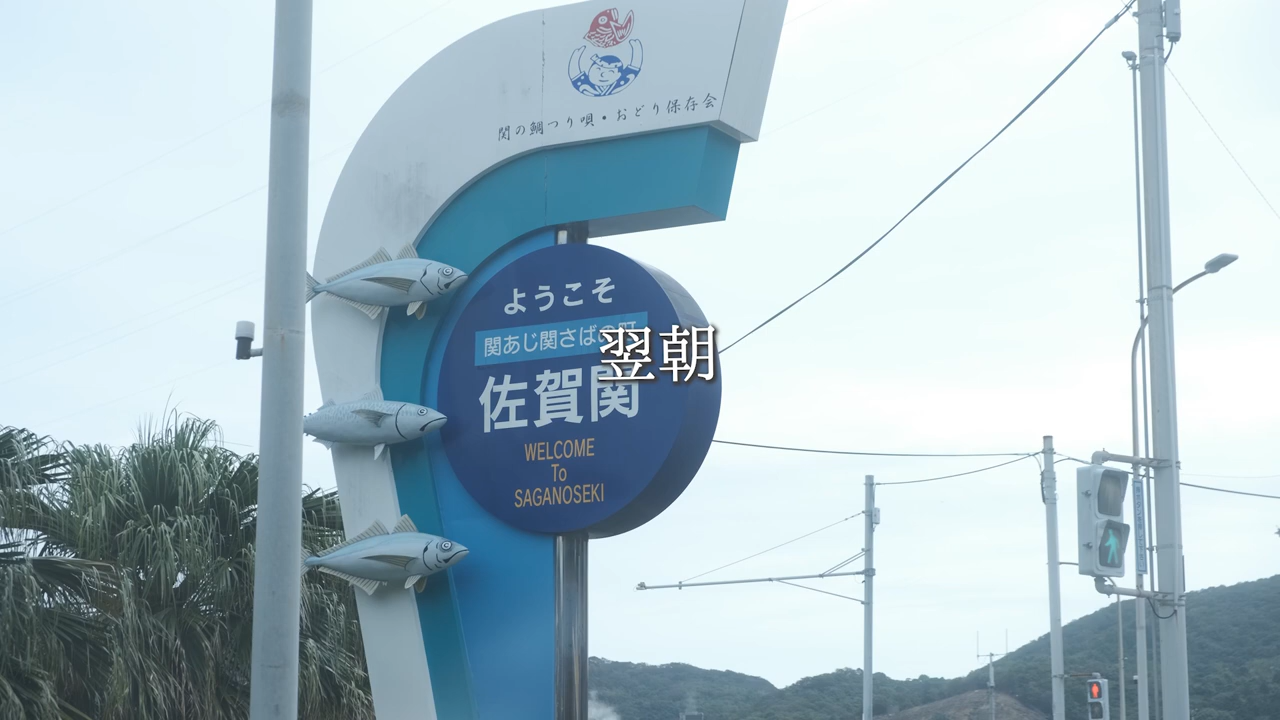 関の鯛つり唄・おどり保存会
ようこそ
関あじ関さばの町
翌朝
佐賀関
WELCOME
To
SAGANOSEKI